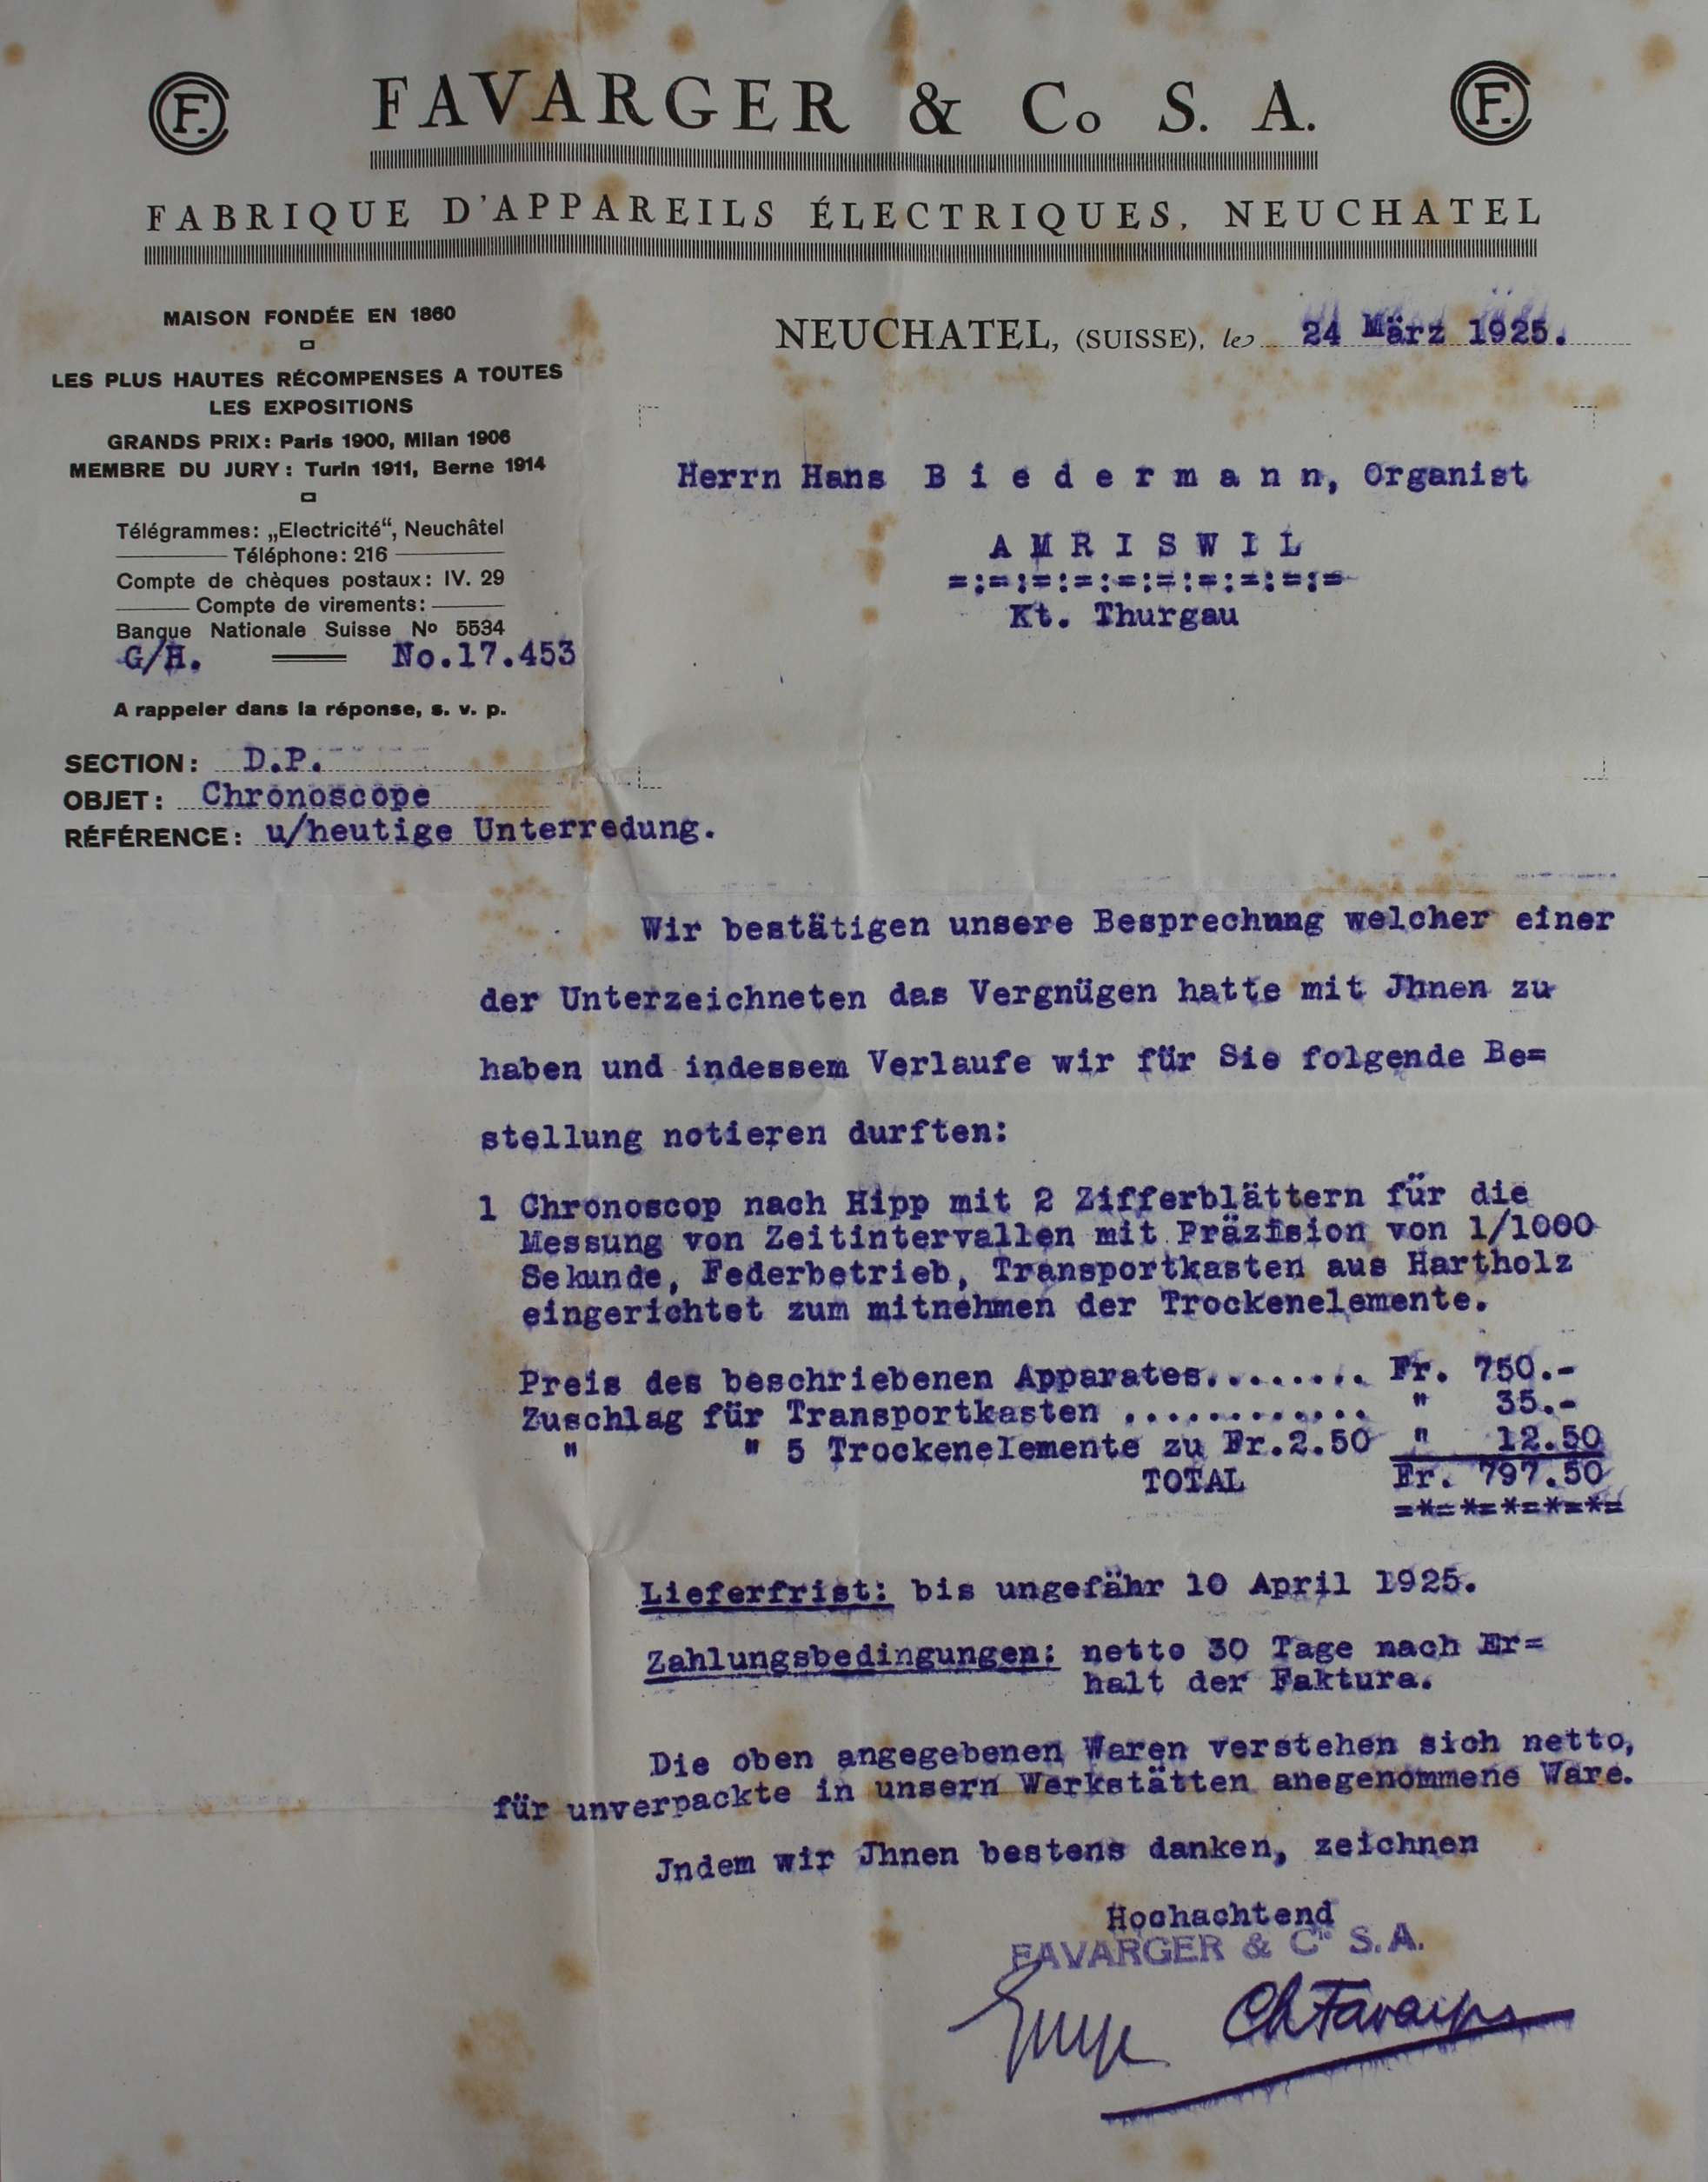 F. FAVARGER & Co S. A. F.
FABRIQUE D'APPAREILS ÉLECTRIQUES, NEUCHATEL
MAISON FONDÉE EN 1860
LES PLUS HAUTES RÉCOMPENSES A TOUTES
LES EXPOSITIONS
GRANDS PRIX: Paris 1900, Milan 1906
MEMBRE DU JURY: Turin 1911, Berne 1914
Télégrammes: „Electricité“, Neuchâtel
Téléphone: 216
Compte de chèques postaux: IV. 29
Compte de virements:
Banque Nationale Suisse No 5534
G/H. No.17.453
A rappeler dans la réponse, s. v. p.
SECTION: D.P.
OBJET: Chronoscope
RÉFÉRENCE: u/heutige Unterredung.
NEUCHATEL, (SUISSE), le 24 März 1925.
Herrn Hans B i e d e r m a n n, Organist
A M R I S W I L
=:=:=:=:=:=:=:=:=:=
Kt. Thurgau
Wir bestätigen unsere Besprechung welcher einer
der Unterzeichneten das Vergnügen hatte mit Jhnen zu
haben und indessem Verlaufe wir für Sie folgende Be=
stellung notieren durften:
1 Chronoscop nach Hipp mit 2 Zifferblättern für die
Messung von Zeitintervallen mit Präzision von 1/1000
Sekunde, Federbetrieb, Transportkasten aus Hartholz
eingerichtet zum mitnehmen der Trockenelemente.
Preis des beschriebenen Apparates........ Fr. 750.-
Zuschlag für Transportkasten ............ " 35.-
" " 5 Trockenelemente zu Fr.2.50 " 12.50
TOTAL Fr. 797.50
=*=*=*=*=*=
Lieferfrist: bis ungefähr 10 April 1925.
Zahlungsbedingungen: netto 30 Tage nach Er=
halt der Faktura.
Die oben angegebenen Waren verstehen sich netto,
für unverpackte in unsern Werkstätten anegenommene Ware.
Jndem wir Jhnen bestens danken, zeichnen
Hochachtend
FAVARGER & Cie S.A.
Ch Favarger